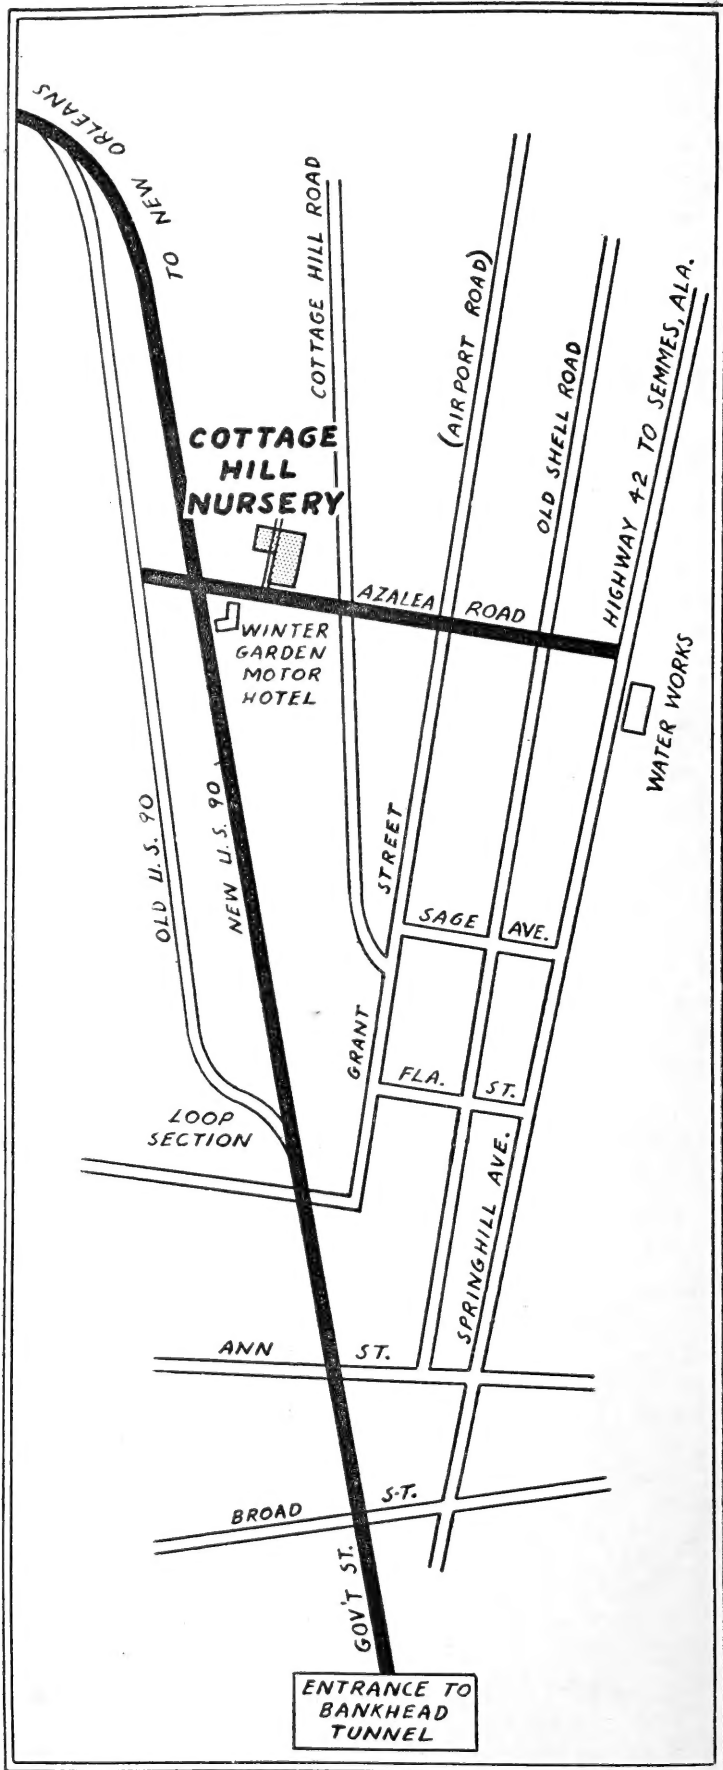 TO NEW ORLEANS
COTTAGE HILL ROAD
(AIRPORT ROAD)
OLD SHELL ROAD
HIGHWAY 42 TO SEMMES, ALA.
COTTAGE
HILL
NURSERY
AZALEA ROAD
WINTER
GARDEN
MOTOR
HOTEL
WATER WORKS
OLD U.S. 90
NEW U.S. 90
GRANT STREET
SAGE AVE.
FLA. ST.
LOOP
SECTION
SPRINGHILL AVE.
ANN ST.
BROAD S-T.
GOV'T ST.
ENTRANCE TO
BANKHEAD
TUNNEL